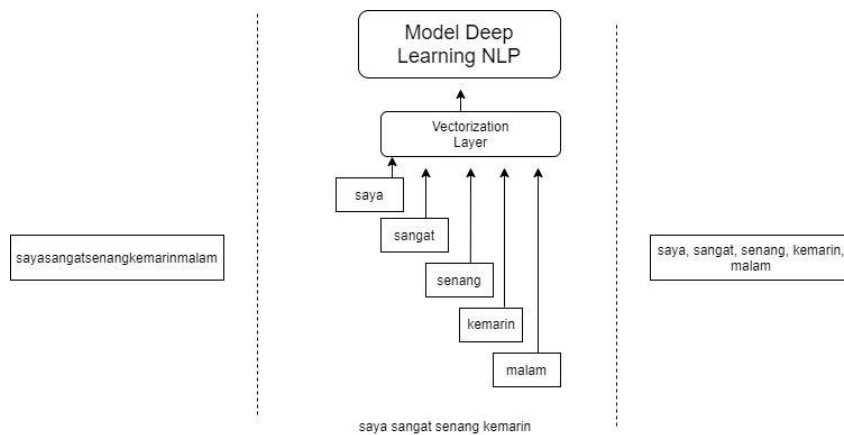 Model Deep
Learning NLP
Vectorization
Layer
saya
sangat
senang
kemarin
malam
sayasangatsenangkemarinmalam
saya, sangat, senang, kemarin,
malam
saya sangat senang kemarin